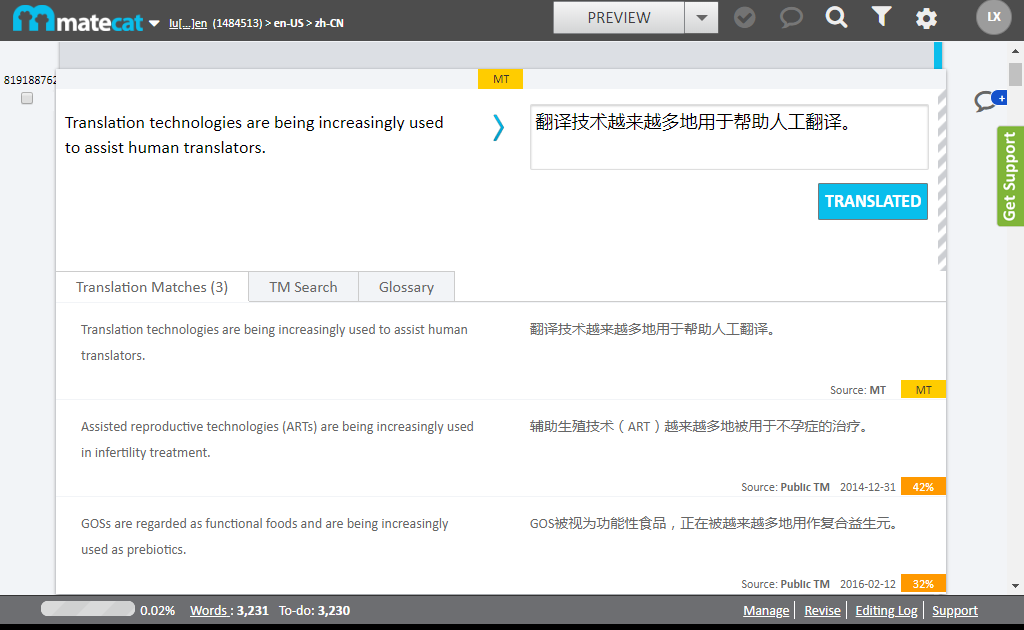 matecat lu[...]en (1484513) > en-US > zh-CN PREVIEW LX
819188762
MT
Translation technologies are being increasingly used
to assist human translators.
翻译技术越来越多地用于帮助人工翻译。
TRANSLATED
Get Support
Translation Matches (3) TM Search Glossary
Translation technologies are being increasingly used to assist human
translators.
翻译技术越来越多地用于帮助人工翻译。
Source: MT MT
Assisted reproductive technologies (ARTs) are being increasingly used
in infertility treatment.
辅助生殖技术（ART）越来越多地被用于不孕症的治疗。
Source: Public TM 2014-12-31 42%
GOSs are regarded as functional foods and are being increasingly
used as prebiotics.
GOS被视为功能性食品，正在被越来越多地用作复合益生元。
Source: Public TM 2016-02-12 32%
0.02% Words : 3,231 To-do: 3,230 Manage Revise Editing Log Support